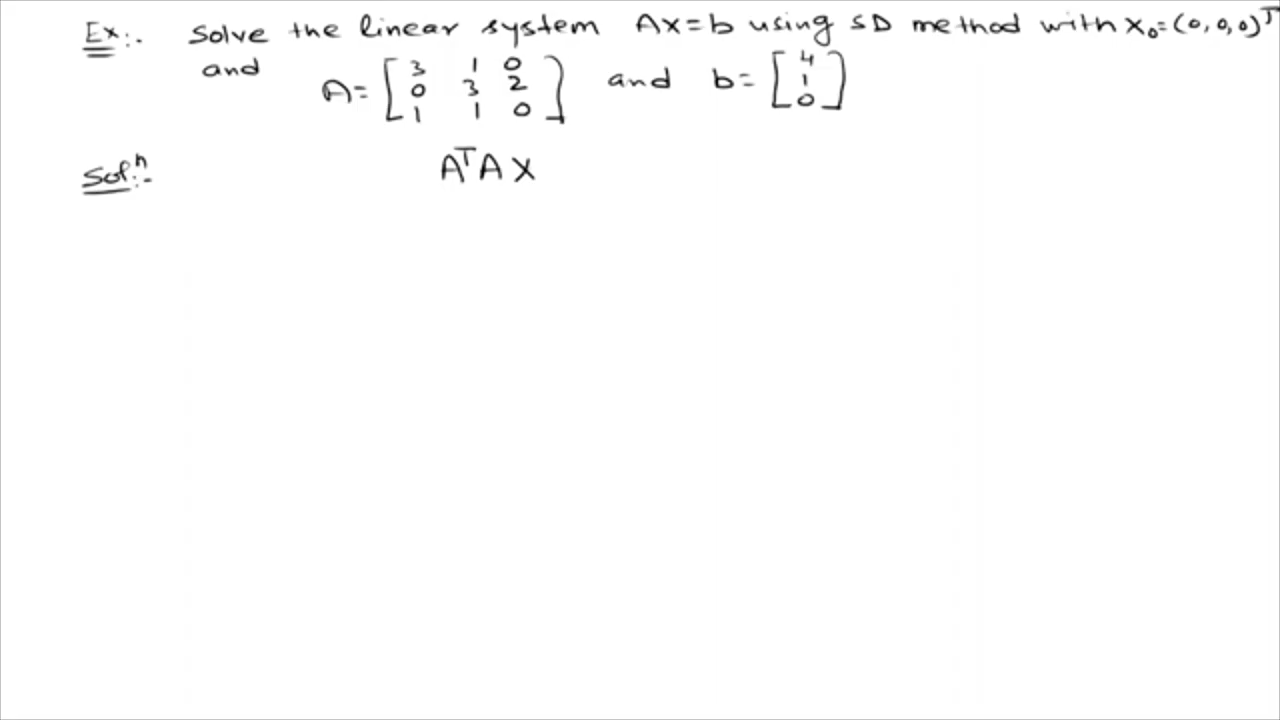 Ex:. Solve the linear system Ax=b using SD method with x₀=(0,0,0)ᵀ
and A=[3 1 0
0 3 2
1 1 0] and b=[4
1
0]
Solⁿ:- AᵀAx